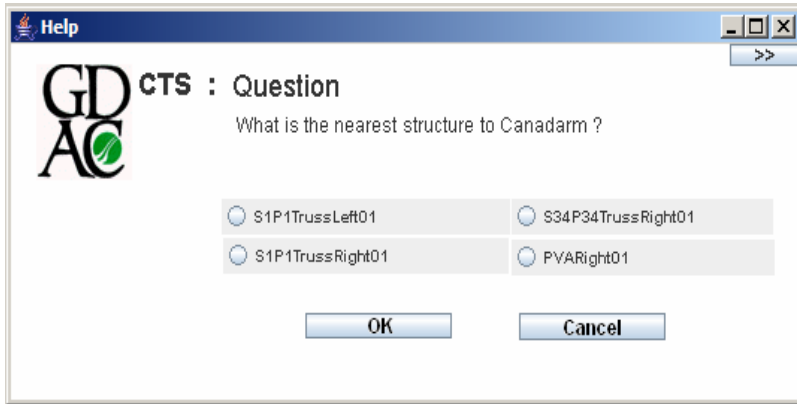 Help
>>
GD
AC
CTS : Question
What is the nearest structure to Canadarm ?
S1P1TrussLeft01 S34P34TrussRight01
S1P1TrussRight01 PVARight01
OK Cancel